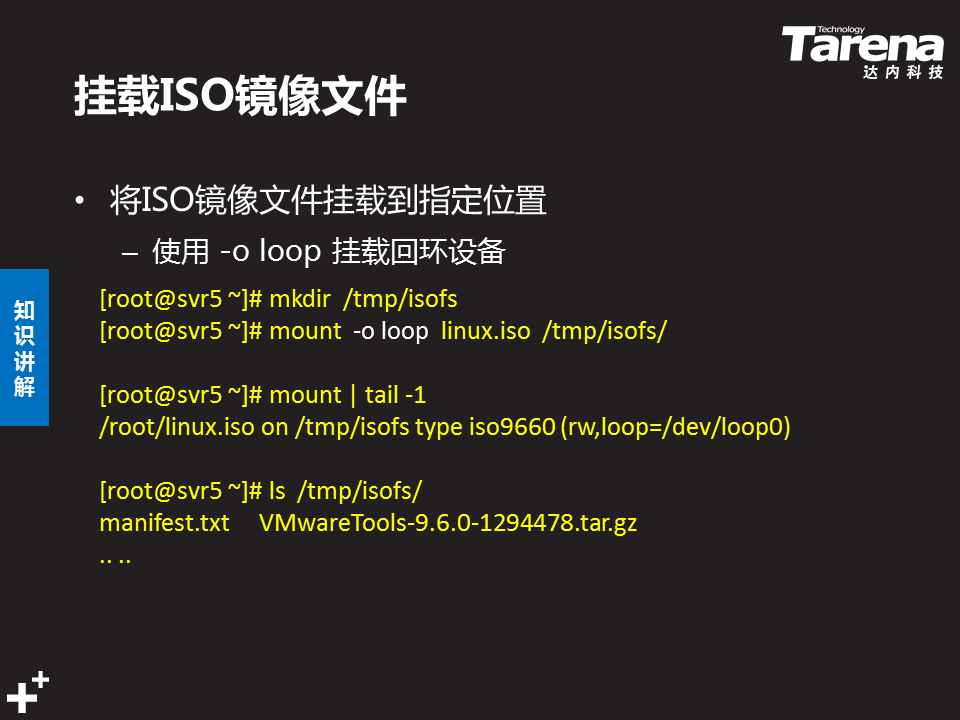 Technology
Tarena
达内科技
挂载ISO镜像文件
• 将ISO镜像文件挂载到指定位置
– 使用 -o loop 挂载回环设备
知识讲解
[root@svr5 ~]# mkdir /tmp/isofs
[root@svr5 ~]# mount -o loop linux.iso /tmp/isofs/
[root@svr5 ~]# mount | tail -1
/root/linux.iso on /tmp/isofs type iso9660 (rw,loop=/dev/loop0)
[root@svr5 ~]# ls /tmp/isofs/
manifest.txt VMwareTools-9.6.0-1294478.tar.gz
.. ..